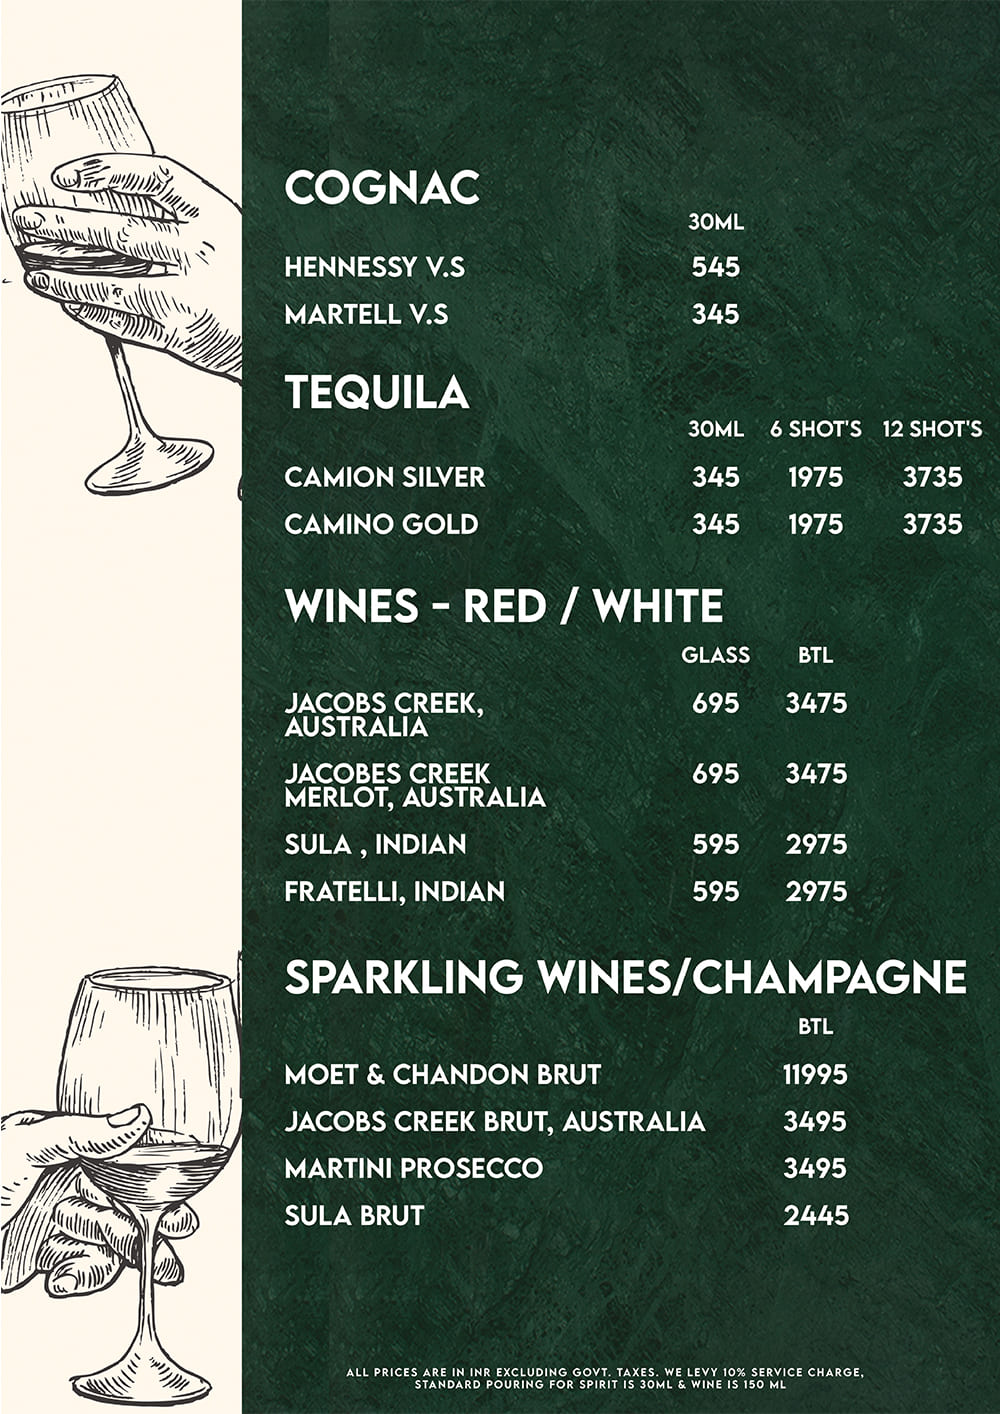 COGNAC
30ML
HENNESSY V.S 545
MARTELL V.S 345
TEQUILA
30ML 6 SHOT'S 12 SHOT'S
CAMION SILVER 345 1975 3735
CAMINO GOLD 345 1975 3735
WINES - RED / WHITE
GLASS BTL
JACOBS CREEK, 695 3475
AUSTRALIA
JACOBES CREEK 695 3475
MERLOT, AUSTRALIA
SULA , INDIAN 595 2975
FRATELLI, INDIAN 595 2975
SPARKLING WINES/CHAMPAGNE
BTL
MOET & CHANDON BRUT 11995
JACOBS CREEK BRUT, AUSTRALIA 3495
MARTINI PROSECCO 3495
SULA BRUT 2445
ALL PRICES ARE IN INR EXCLUDING GOVT. TAXES. WE LEVY 10% SERVICE CHARGE,
STANDARD POURING FOR SPIRIT IS 30ML & WINE IS 150 ML